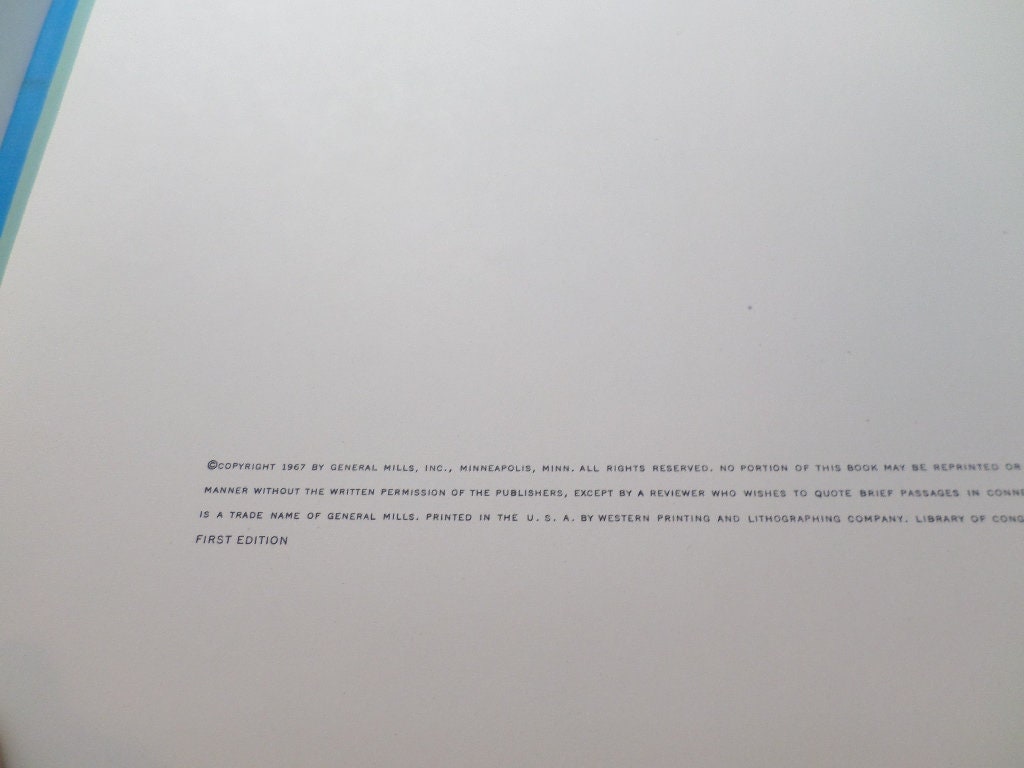 ©COPYRIGHT 1967 BY GENERAL MILLS, INC., MINNEAPOLIS, MINN. ALL RIGHTS RESERVED. NO PORTION OF THIS BOOK MAY BE REPRINTED OR
MANNER WITHOUT THE WRITTEN PERMISSION OF THE PUBLISHERS, EXCEPT BY A REVIEWER WHO WISHES TO QUOTE BRIEF PASSAGES IN CONNE
IS A TRADE NAME OF GENERAL MILLS. PRINTED IN THE U. S. A. BY WESTERN PRINTING AND LITHOGRAPHING COMPANY. LIBRARY OF CONG
FIRST EDITION